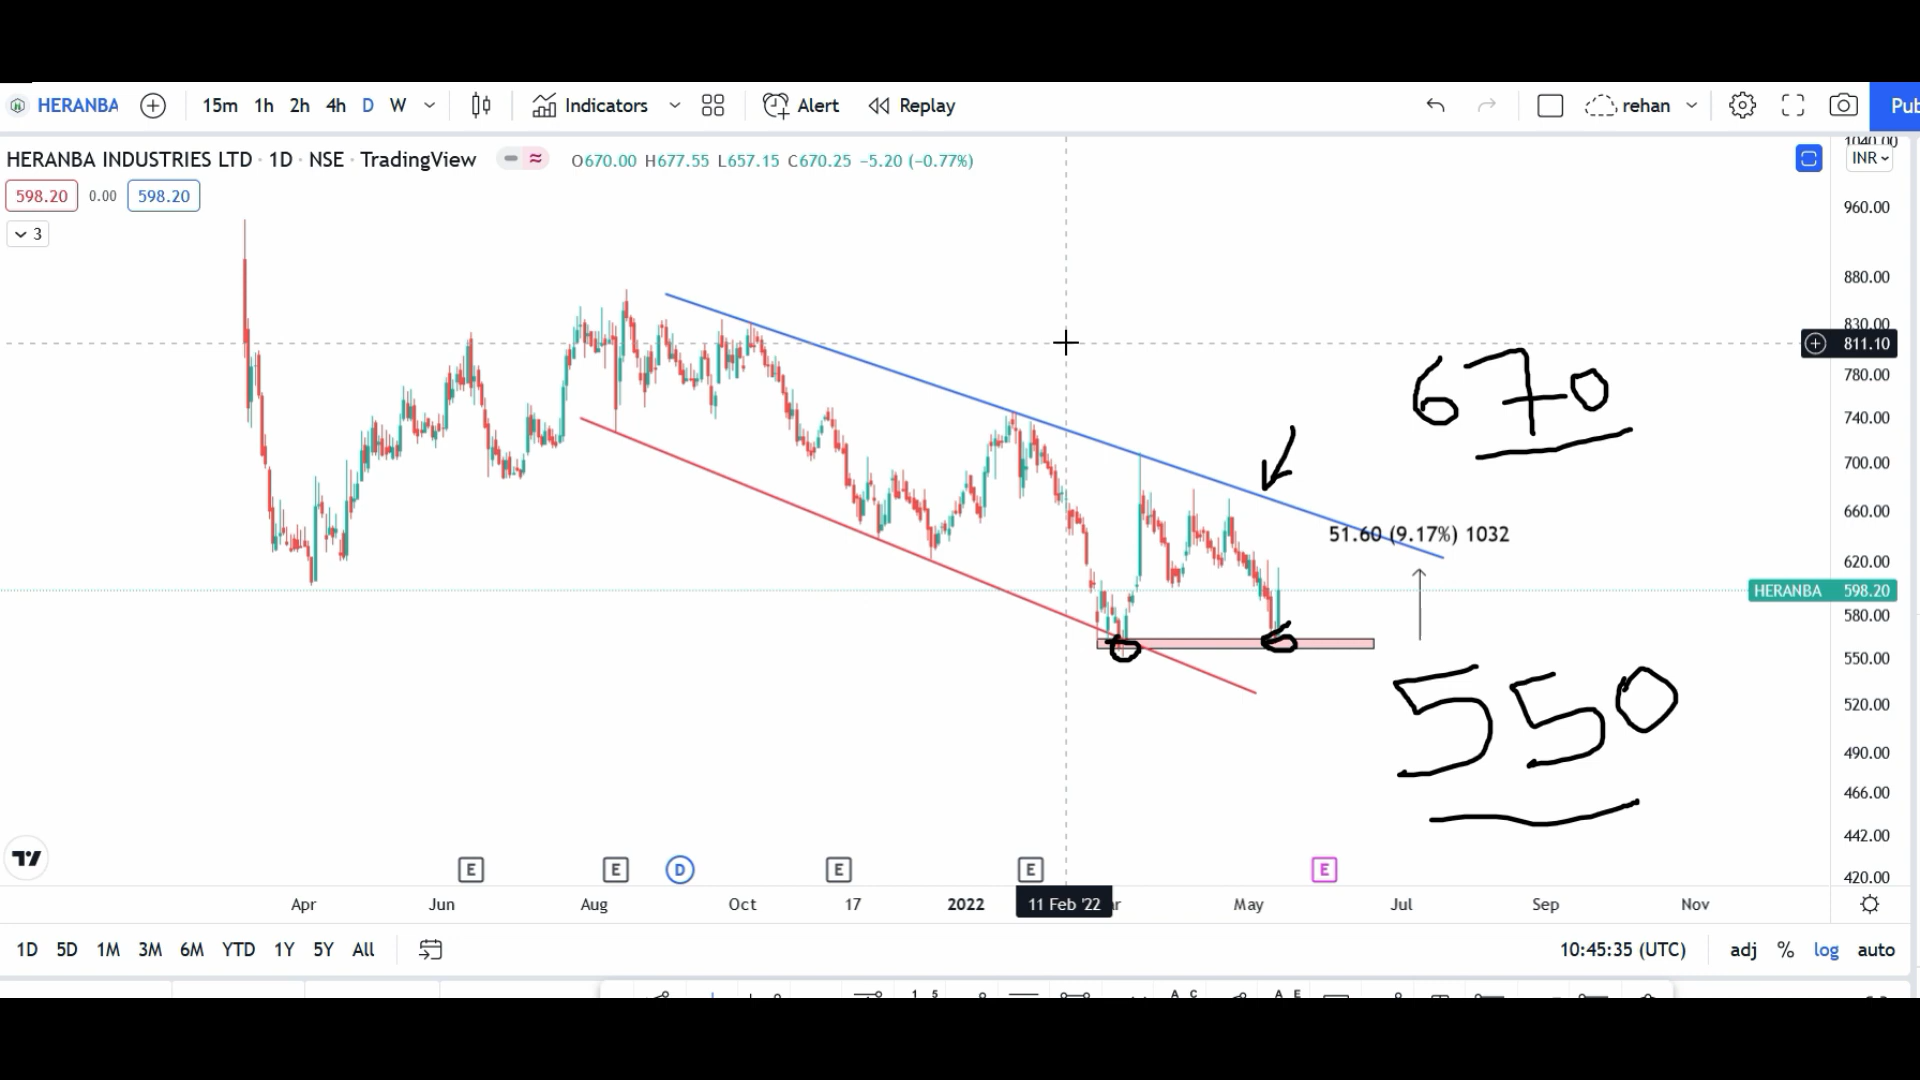 HERANBA 15m 1h 2h 4h D W Indicators Alert Replay rehan Pub
HERANBA INDUSTRIES LTD · 1D · NSE · TradingView O670.00 H677.55 L657.15 C670.25 −5.20 (−0.77%) INR
598.20 0.00 598.20
3
1040.00
960.00
880.00
830.00
811.10
780.00
740.00
700.00
660.00
620.00
HERANBA 598.20
580.00
550.00
520.00
490.00
466.00
442.00
420.00
670
51.60 (9.17%) 1032
550
E E D E E E
Apr Jun Aug Oct 17 2022 11 Feb '22 May Jul Sep Nov
1D 5D 1M 3M 6M YTD 1Y 5Y All 10:45:35 (UTC) adj % log auto